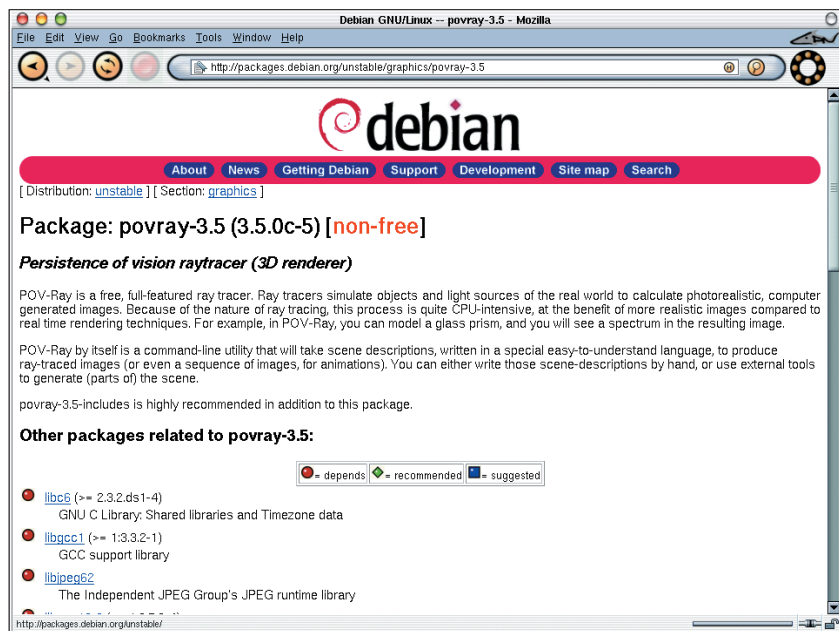 Debian GNU/Linux -- povray-3.5 - Mozilla
File Edit View Go Bookmarks Tools Window Help
http://packages.debian.org/unstable/graphics/povray-3.5
debian
About News Getting Debian Support Development Site map Search
[ Distribution: unstable ] [ Section: graphics ]
Package: povray-3.5 (3.5.0c-5) [non-free]
Persistence of vision raytracer (3D renderer)
POV-Ray is a free, full-featured ray tracer. Ray tracers simulate objects and light sources of the real world to calculate photorealistic, computer
generated images. Because of the nature of ray tracing, this process is quite CPU-intensive, at the benefit of more realistic images compared to
real time rendering techniques. For example, in POV-Ray, you can model a glass prism, and you will see a spectrum in the resulting image.
POV-Ray by itself is a command-line utility that will take scene descriptions, written in a special easy-to-understand language, to produce
ray-traced images (or even a sequence of images, for animations). You can either write those scene-descriptions by hand, or use external tools
to generate (parts of) the scene.
povray-3.5-includes is highly recommended in addition to this package.
Other packages related to povray-3.5:
= depends = recommended = suggested
libc6 (>= 2.3.2.ds1-4)
GNU C Library: Shared libraries and Timezone data
libgcc1 (>= 1:3.3.2-1)
GCC support library
libjpeg62
The Independent JPEG Group's JPEG runtime library
http://packages.debian.org/unstable/